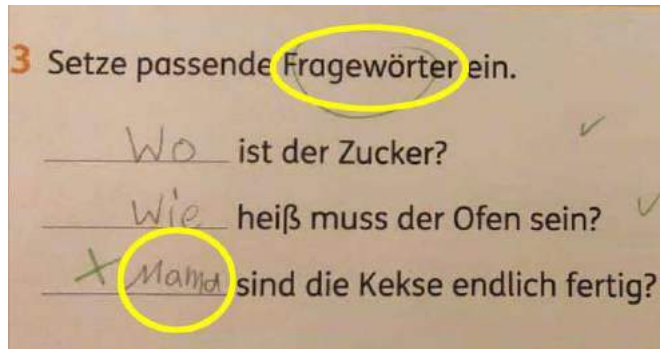 3 Setze passende Fragewörter ein.
Wo ist der Zucker?
Wie heiß muss der Ofen sein?
Mama sind die Kekse endlich fertig?